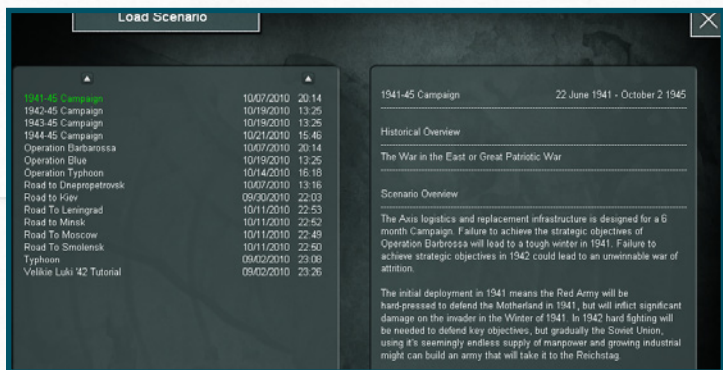 Load Scenario
1941-45 Campaign 10/07/2010 20:14
1942-45 Campaign 10/19/2010 13:25
1943-45 Campaign 10/19/2010 13:25
1944-45 Campaign 10/21/2010 15:46
Operation Barbarossa 10/07/2010 20:14
Operation Blue 10/19/2010 13:25
Operation Typhoon 10/14/2010 16:18
Road to Dnepropetrovsk 10/07/2010 13:16
Road to Kiev 09/30/2010 22:03
Road To Leningrad 10/11/2010 22:53
Road to Minsk 10/11/2010 22:52
Road To Moscow 10/11/2010 22:49
Road To Smolensk 10/11/2010 22:50
Typhoon 09/02/2010 23:08
Velikie Luki '42 Tutorial 09/02/2010 23:26
1941-45 Campaign 22 June 1941 - October 2 1945
Historical Overview
The War in the East or Great Patriotic War
Scenario Overview
The Axis logistics and replacement infrastructure is designed for a 6
month Campaign. Failure to achieve the strategic objectives of
Operation Barbrossa will lead to a tough winter in 1941. Failure to
achieve strategic objectives in 1942 could lead to an unwinnable war of
attrition.
The initial deployment in 1941 means the Red Army will be
hard-pressed to defend the Motherland in 1941, but will inflict significant
damage on the invader in the Winter of 1941. In 1942 hard fighting will
be needed to defend key objectives, but gradually the Soviet Union,
using it's seemingly endless supply of manpower and growing industrial
might can build an army that will take it to the Reichstag.